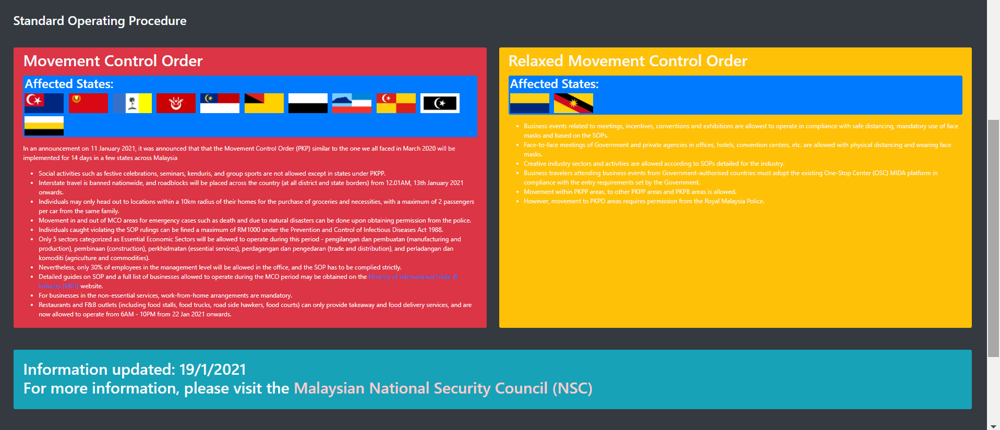 Standard Operating Procedure
Movement Control Order
Affected States:
In an announcement on 11 January 2021, it was announced that that the Movement Control Order (PKP) similar to the one we all faced in March 2020 will be
implemented for 14 days in a few states across Malaysia
Social activities such as festive celebrations, seminars, kenduris, and group sports are not allowed except in states under PKPP.
Interstate travel is banned nationwide, and roadblocks will be placed across the country (at all district and state borders) from 12.01AM, 13th January 2021
onwards.
Individuals may only head out to locations within a 10km radius of their homes for the purchase of groceries and necessities, with a maximum of 2 passengers
per car from the same family.
Movement in and out of MCO areas for emergency cases such as death and due to natural disasters can be done upon obtaining permission from the police.
Individuals caught violating the SOP rulings can be fined a maximum of RM1000 under the Prevention and Control of Infectious Diseases Act 1988.
Only 5 sectors categorized as Essential Economic Sectors will be allowed to operate during this period - pengilangan dan pembuatan (manufacturing and
production), pembinaan (construction), perkhidmatan (essential services), perdagangan dan pengedaran (trade and distribution), and perladangan dan
komoditi (agriculture and commodities).
Nevertheless, only 30% of employees in the management level will be allowed in the office, and the SOP has to be complied strictly.
Detailed guides on SOP and a full list of businesses allowed to operate during the MCO period may be obtained on the Ministry of International Trade &
Industry (MITI) website.
For businesses in the non-essential services, work-from-home arrangements are mandatory.
Restaurants and F&B outlets (including food stalls, food trucks, road side hawkers, food courts) can only provide takeaway and food delivery services, and are
now allowed to operate from 6AM - 10PM from 22 Jan 2021 onwards.
Relaxed Movement Control Order
Affected States:
Business events related to meetings, incentives, conventions and exhibitions are allowed to operate in compliance with safe distancing, mandatory use of face
masks and based on the SOPs.
Face-to-face meetings of Government and private agencies in offices, hotels, convention centers, etc. are allowed with physical distancing and wearing face
masks.
Creative industry sectors and activities are allowed according to SOPs detailed for the industry.
Business travelers attending business events from Government-authorised countries must adopt the existing One-Stop Center (OSC) MIDA platform in
compliance with the entry requirements set by the Government.
Movement within PKPP areas, to other PKPP areas and PKPB areas is allowed.
However, movement to PKPD areas requires permission from the Royal Malaysia Police.
Information updated: 19/1/2021
For more information, please visit the Malaysian National Security Council (NSC)